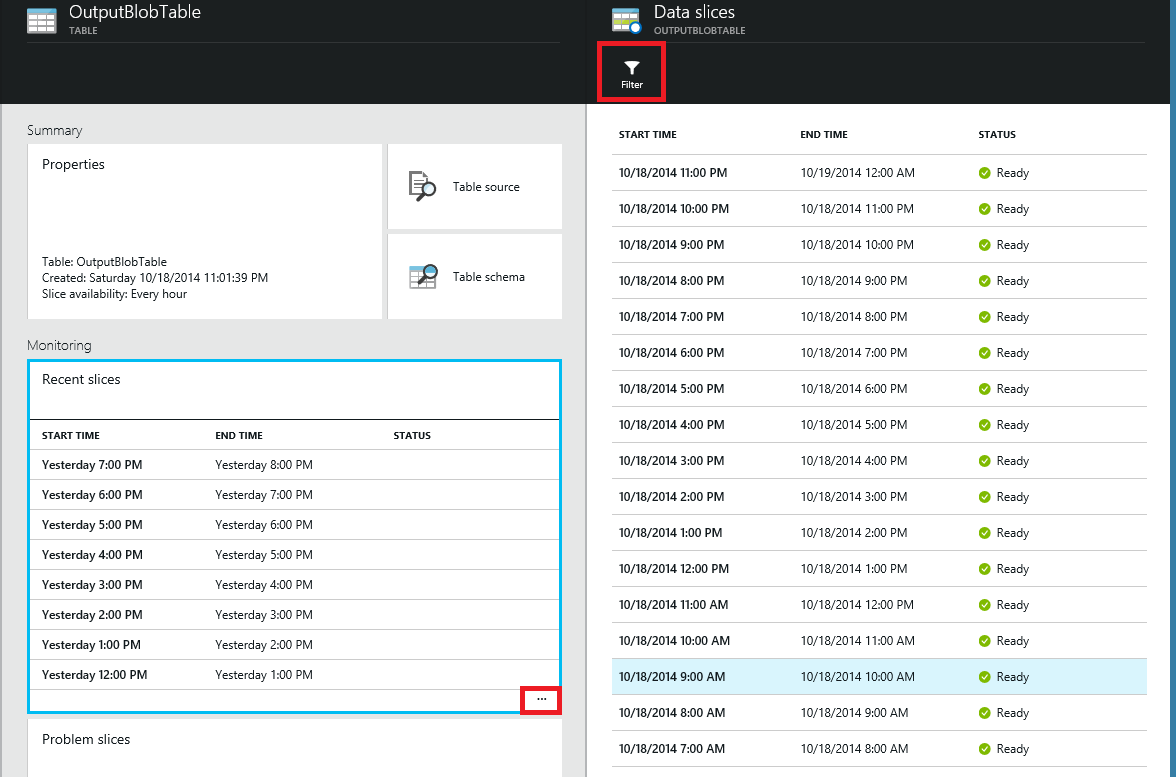 OutputBlobTable
TABLE
Summary
Properties
Table: OutputBlobTable
Created: Saturday 10/18/2014 11:01:39 PM
Slice availability: Every hour
Table source
Table schema
Monitoring
Recent slices
START TIME END TIME STATUS
Yesterday 7:00 PM Yesterday 8:00 PM
Yesterday 6:00 PM Yesterday 7:00 PM
Yesterday 5:00 PM Yesterday 6:00 PM
Yesterday 4:00 PM Yesterday 5:00 PM
Yesterday 3:00 PM Yesterday 4:00 PM
Yesterday 2:00 PM Yesterday 3:00 PM
Yesterday 1:00 PM Yesterday 2:00 PM
Yesterday 12:00 PM Yesterday 1:00 PM
...
Problem slices
Data slices
OUTPUTBLOBTABLE
Filter
START TIME END TIME STATUS
10/18/2014 11:00 PM 10/19/2014 12:00 AM Ready
10/18/2014 10:00 PM 10/18/2014 11:00 PM Ready
10/18/2014 9:00 PM 10/18/2014 10:00 PM Ready
10/18/2014 8:00 PM 10/18/2014 9:00 PM Ready
10/18/2014 7:00 PM 10/18/2014 8:00 PM Ready
10/18/2014 6:00 PM 10/18/2014 7:00 PM Ready
10/18/2014 5:00 PM 10/18/2014 6:00 PM Ready
10/18/2014 4:00 PM 10/18/2014 5:00 PM Ready
10/18/2014 3:00 PM 10/18/2014 4:00 PM Ready
10/18/2014 2:00 PM 10/18/2014 3:00 PM Ready
10/18/2014 1:00 PM 10/18/2014 2:00 PM Ready
10/18/2014 12:00 PM 10/18/2014 1:00 PM Ready
10/18/2014 11:00 AM 10/18/2014 12:00 PM Ready
10/18/2014 10:00 AM 10/18/2014 11:00 AM Ready
10/18/2014 9:00 AM 10/18/2014 10:00 AM Ready
10/18/2014 8:00 AM 10/18/2014 9:00 AM Ready
10/18/2014 7:00 AM 10/18/2014 8:00 AM Ready